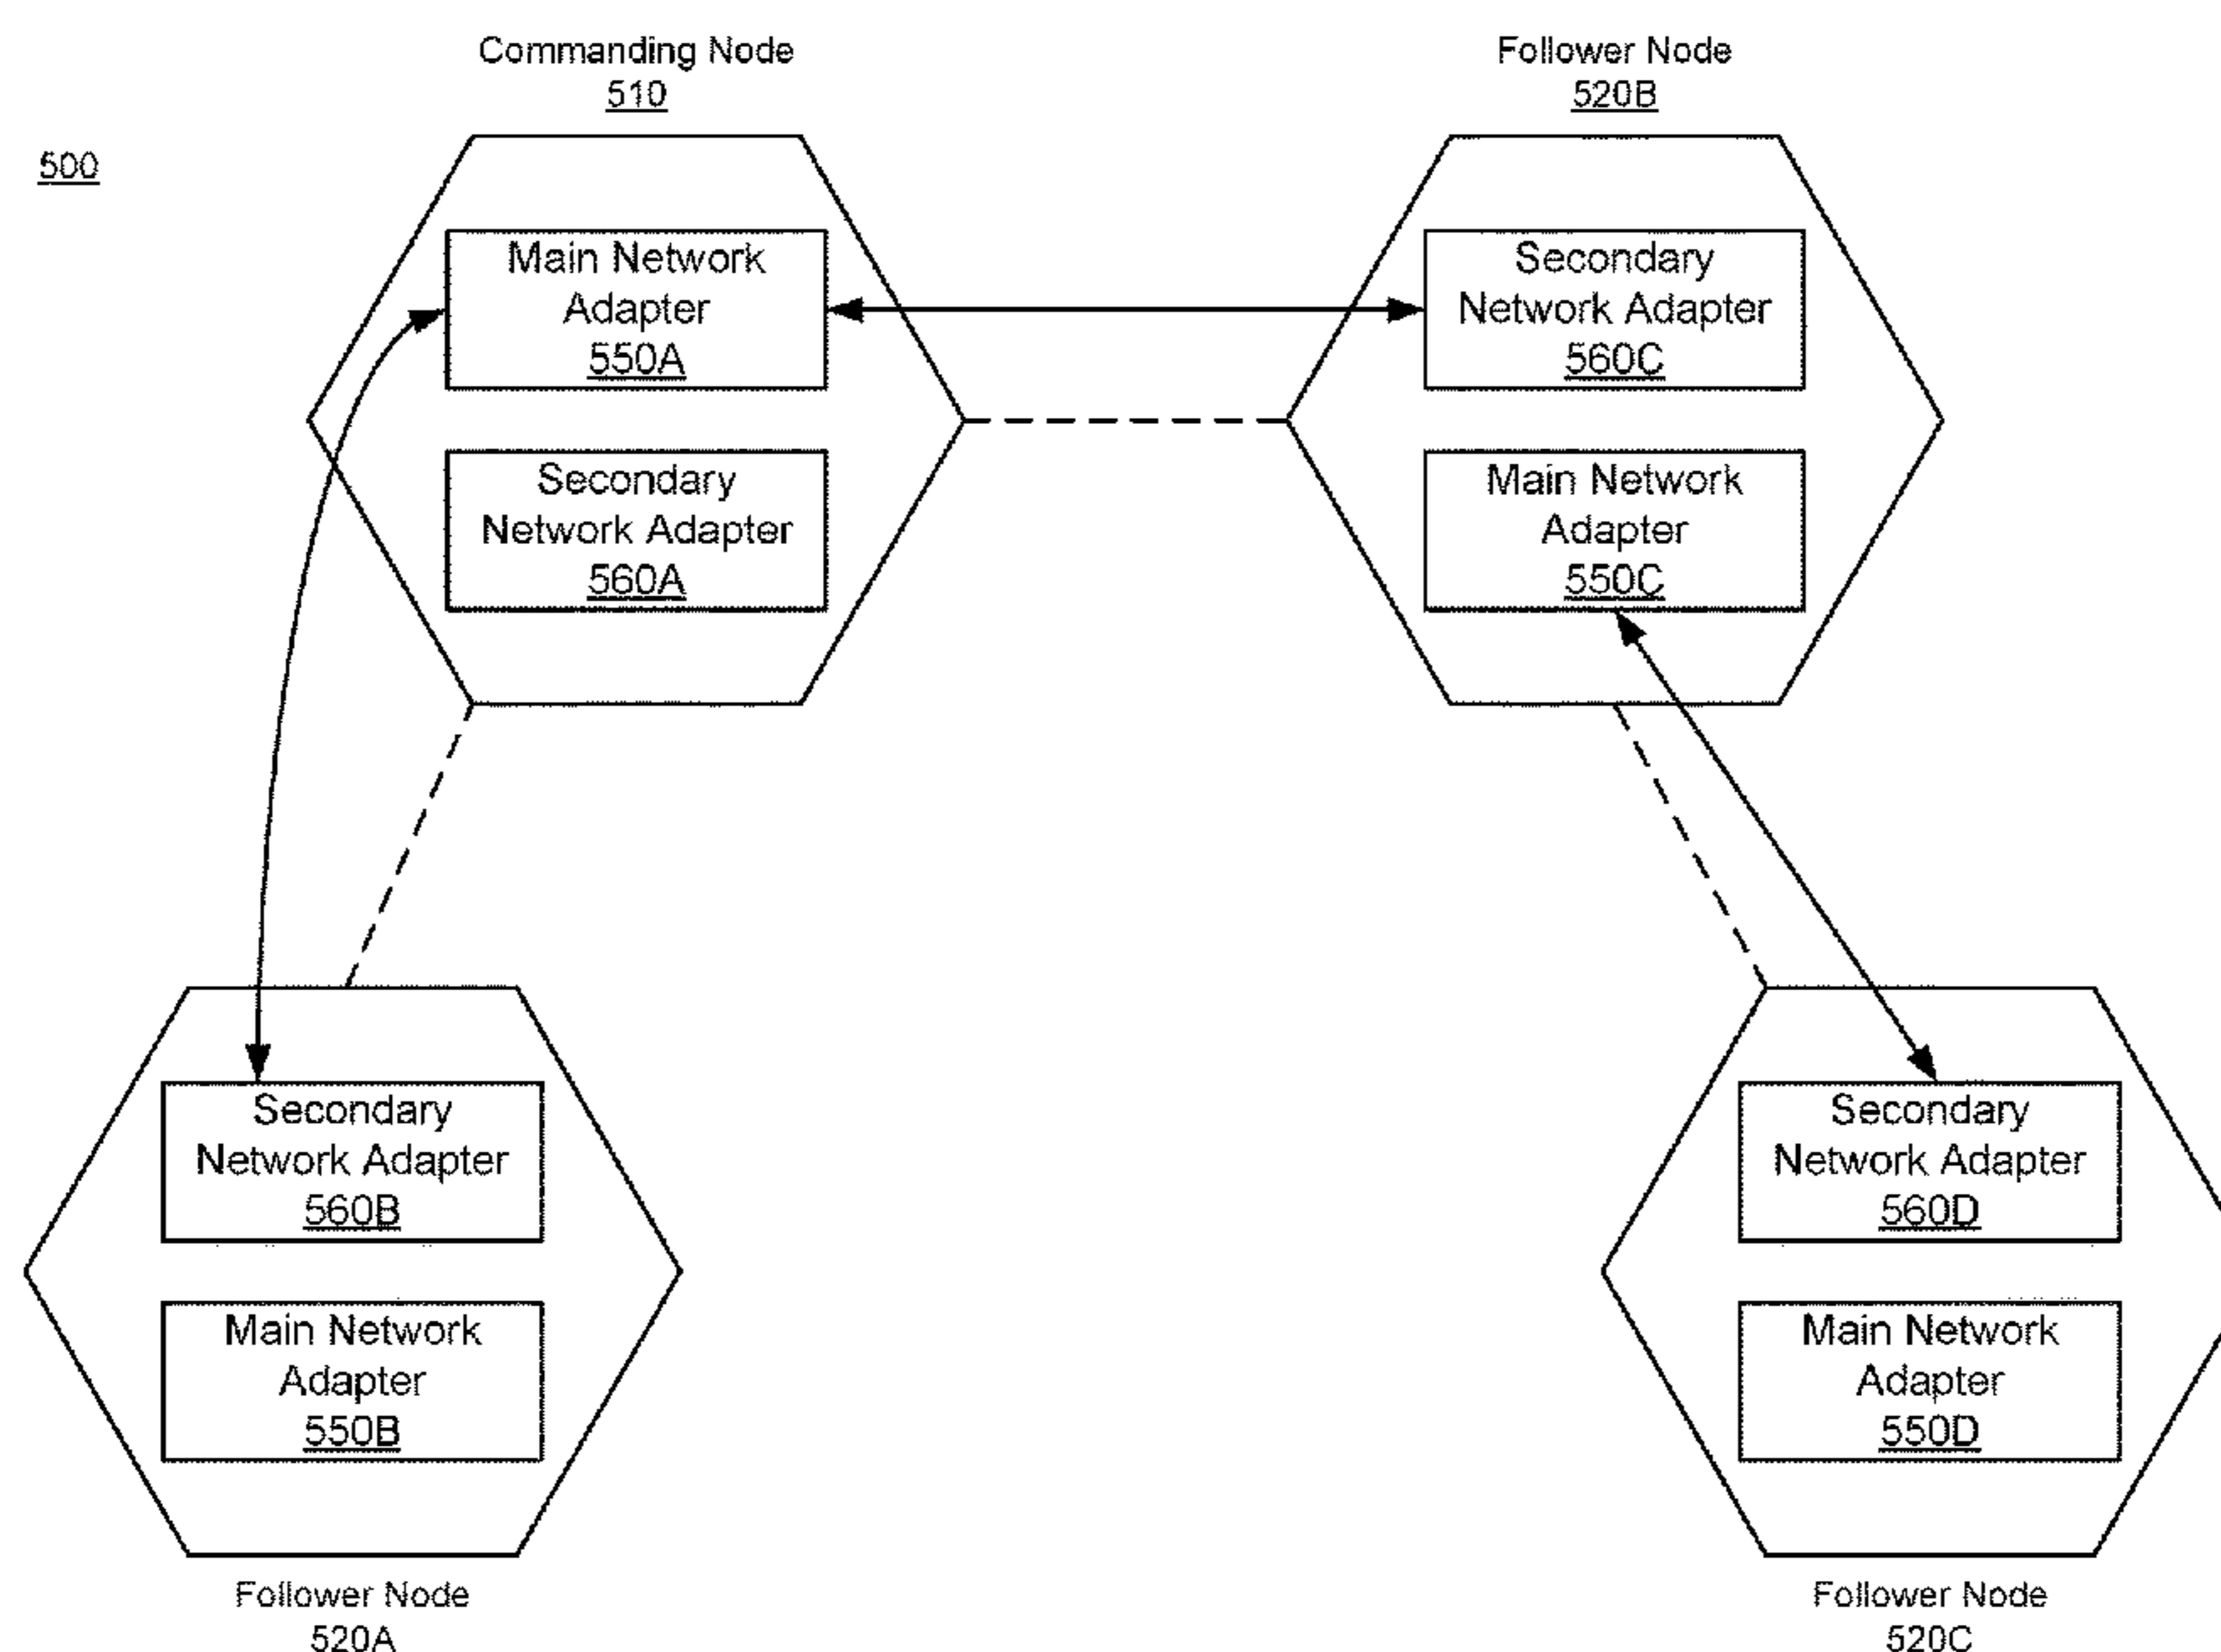 Commanding Node
510
Follower Node
520B
500
Main Network
Adapter
550A
Secondary
Network Adapter
560A
Secondary
Network Adapter
560C
Main Network
Adapter
550C
Secondary
Network Adapter
560B
Main Network
Adapter
550B
Follower Node
520A
Secondary
Network Adapter
560D
Main Network
Adapter
550D
Follower Node
520C